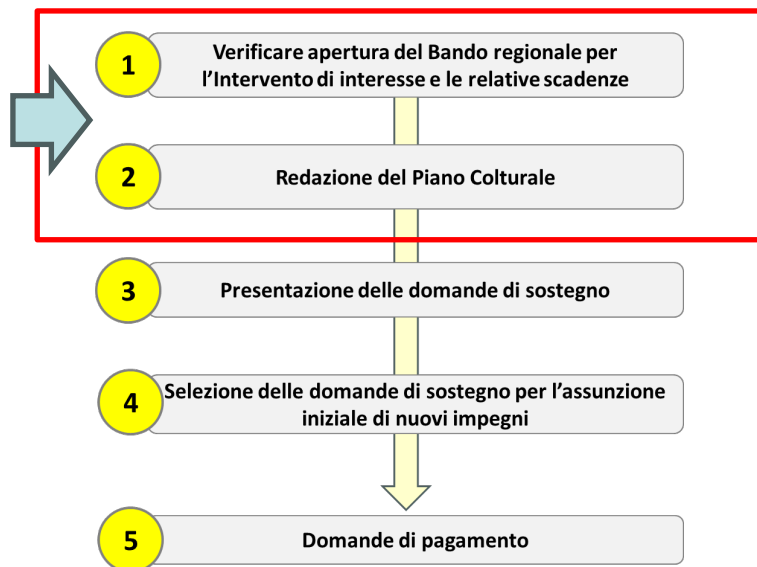 1
Verificare apertura del Bando regionale per
l’Intervento di interesse e le relative scadenze
2
Redazione del Piano Colturale
3
Presentazione delle domande di sostegno
4
Selezione delle domande di sostegno per l’assunzione
iniziale di nuovi impegni
5
Domande di pagamento